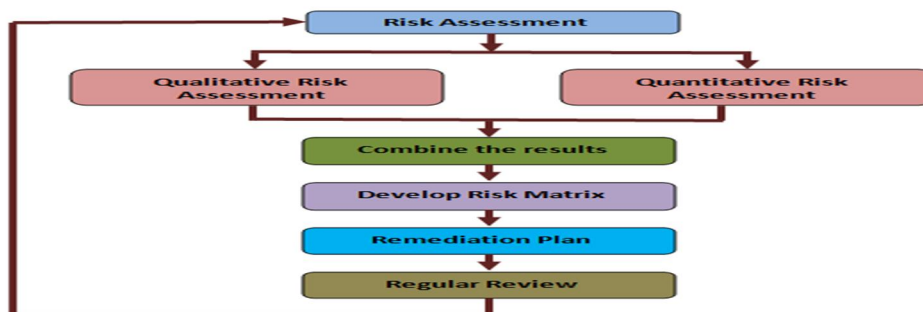 Risk Assessment
Qualitative Risk
Assessment
Quantitative Risk
Assessment
Combine the results
Develop Risk Matrix
Remediation Plan
Regular Review